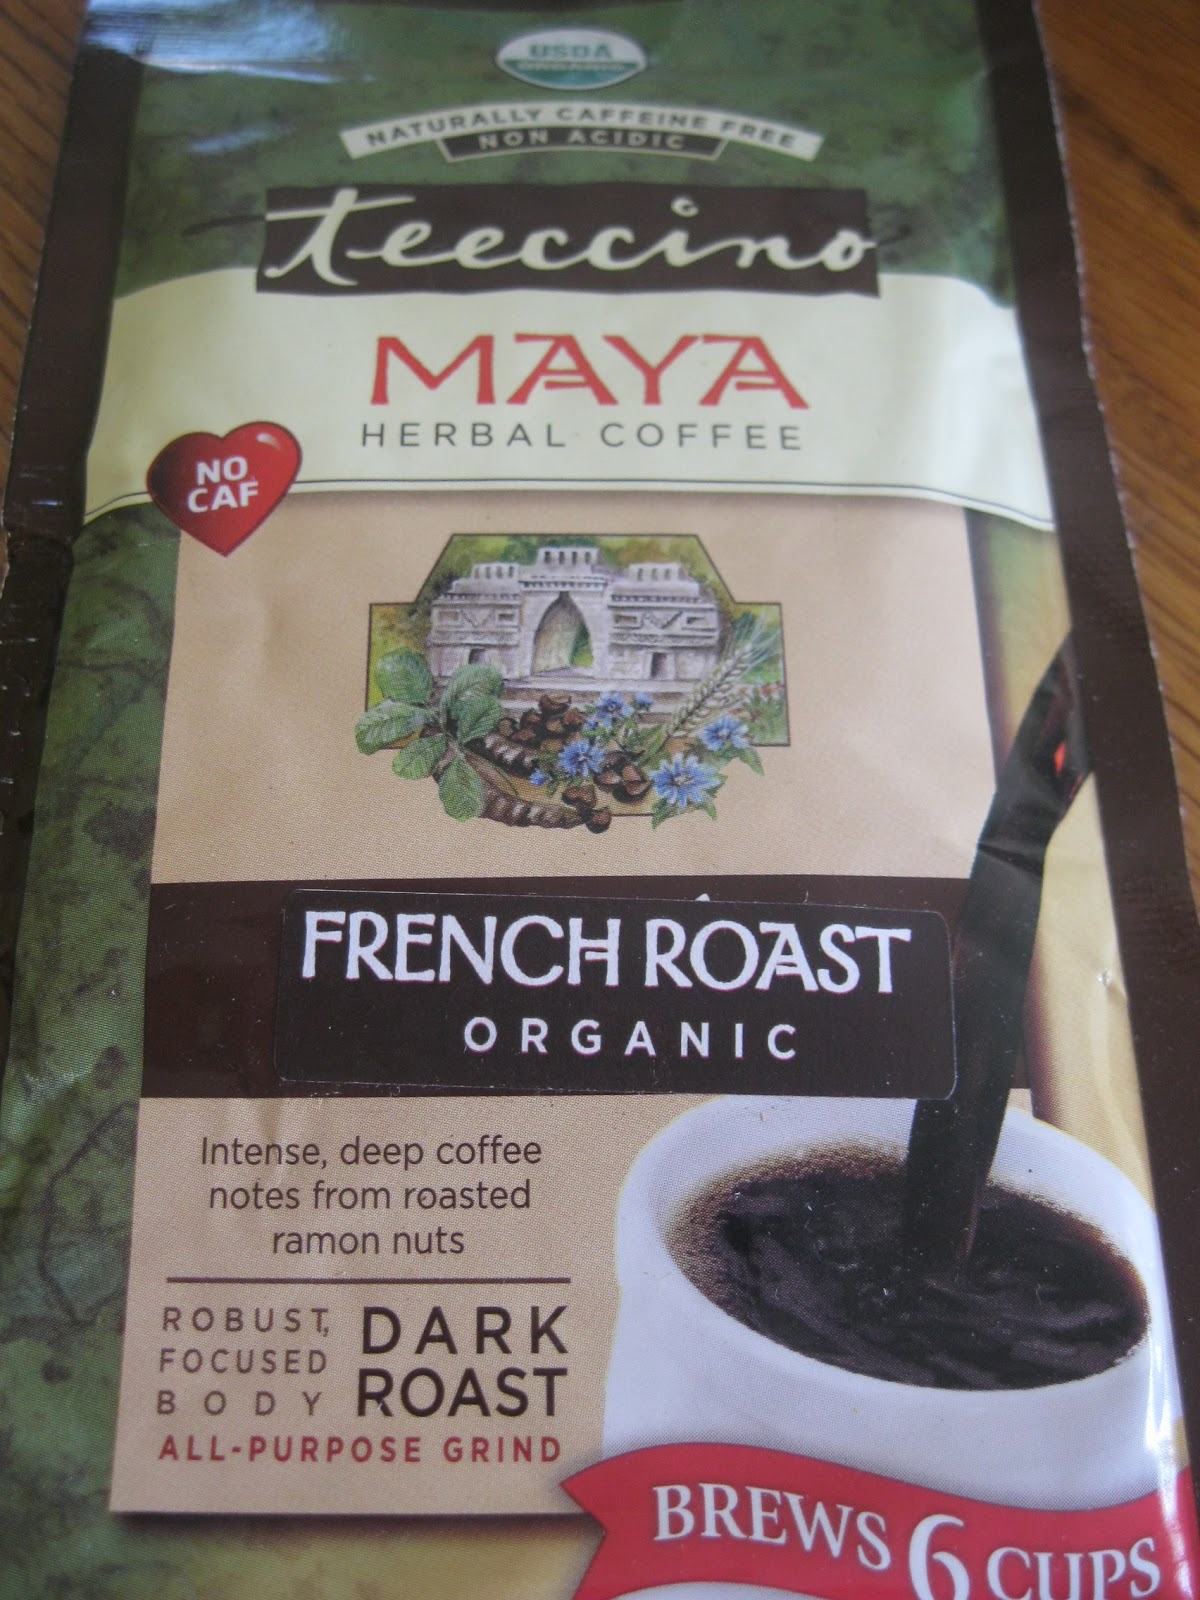 USDA
NATURALLY CAFFEINE FREE
NON ACIDIC
teeccino
MAYA
HERBAL COFFEE
NO
CAF
FRENCH ROAST
ORGANIC
Intense, deep coffee
notes from roasted
ramon nuts
ROBUST,
FOCUSED
BODY
DARK
ROAST
ALL-PURPOSE GRIND
BREWS 6 CUPS